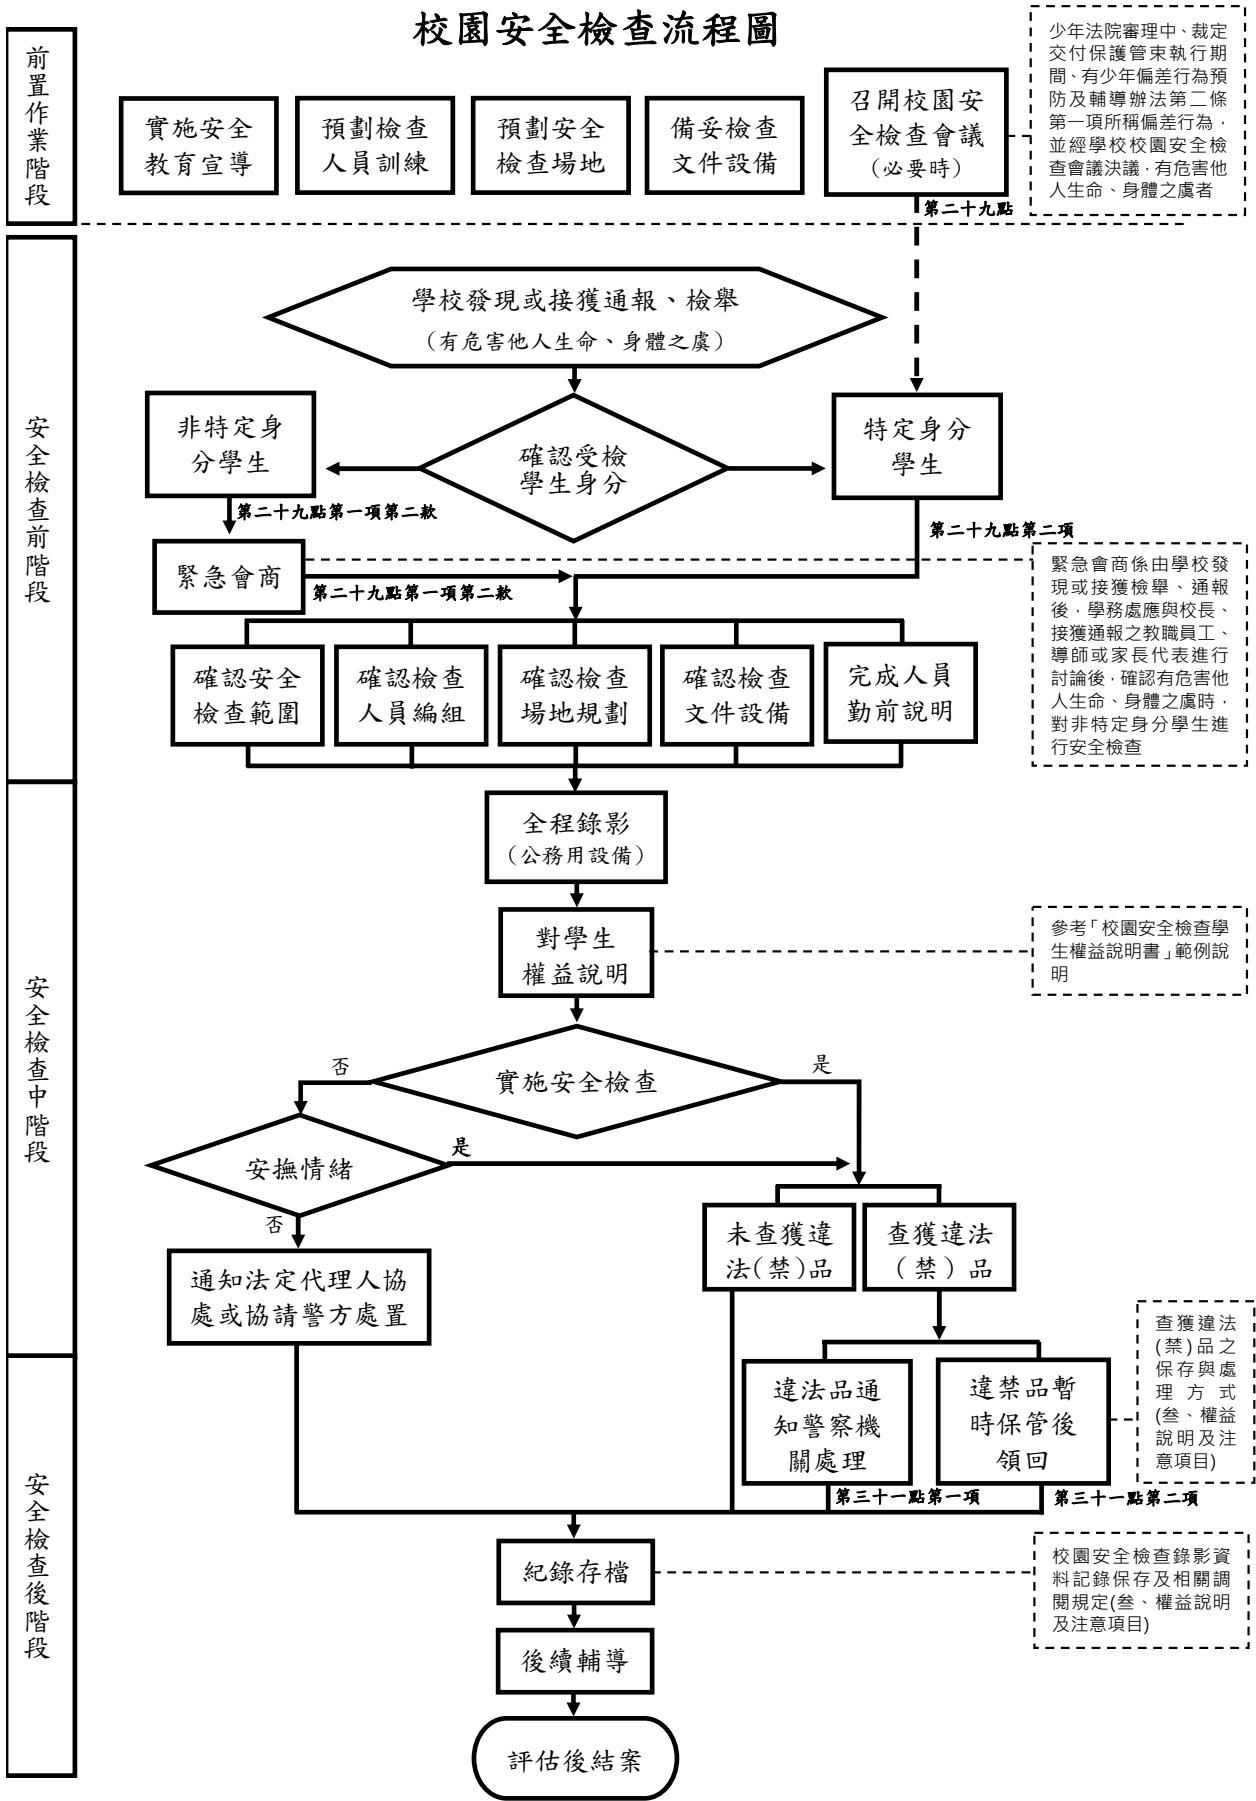 校園安全檢查流程圖
前置作業階段
實施安全
教育宣導
預劃檢查
人員訓練
預劃安全
檢查場地
備妥檢查
文件設備
召開校園安
全檢查會議
（必要時）
少年法院審理中、裁定
交付保護管束執行期
間、有少年偏差行為預
防及輔導辦法第二條
第一項所稱偏差行為，
並經學校校園安全檢
查會議決議，有危害他
人生命、身體之虞者
第二十九點
安全檢查前階段
學校發現或接獲通報、檢舉
（有危害他人生命、身體之虞）
非特定身
分學生
確認受檢
學生身分
特定身分
學生
第二十九點第一項第二款
第二十九點第二項
緊急會商
第二十九點第一項第二款
緊急會商係由學校發
現或接獲檢舉、通報
後，學務處應與校長、
接獲通報之教職員工、
導師或家長代表進行
討論後，確認有危害他
人生命、身體之虞時，
對非特定身分學生進
行安全檢查
確認安全
檢查範圍
確認檢查
人員編組
確認檢查
場地規劃
確認檢查
文件設備
完成人員
勤前說明
安全檢查中階段
全程錄影
（公務用設備）
對學生
權益說明
參考「校園安全檢查學
生權益說明書」範例說
明
實施安全檢查
否
是
安撫情緒
是
否
通知法定代理人協
處或協請警方處置
未查獲違
法(禁)品
查獲違法
（禁）品
安全檢查後階段
違法品通
知警察機
關處理
違禁品暫
時保管後
領回
查獲違法
(禁)品之
保存與處
理方式
(叁、權益
說明及注
意項目)
第三十一點第一項
第三十一點第二項
紀錄存檔
校園安全檢查錄影資
料記錄保存及相關調
閱規定(叁、權益說明
及注意項目)
後續輔導
評估後結案